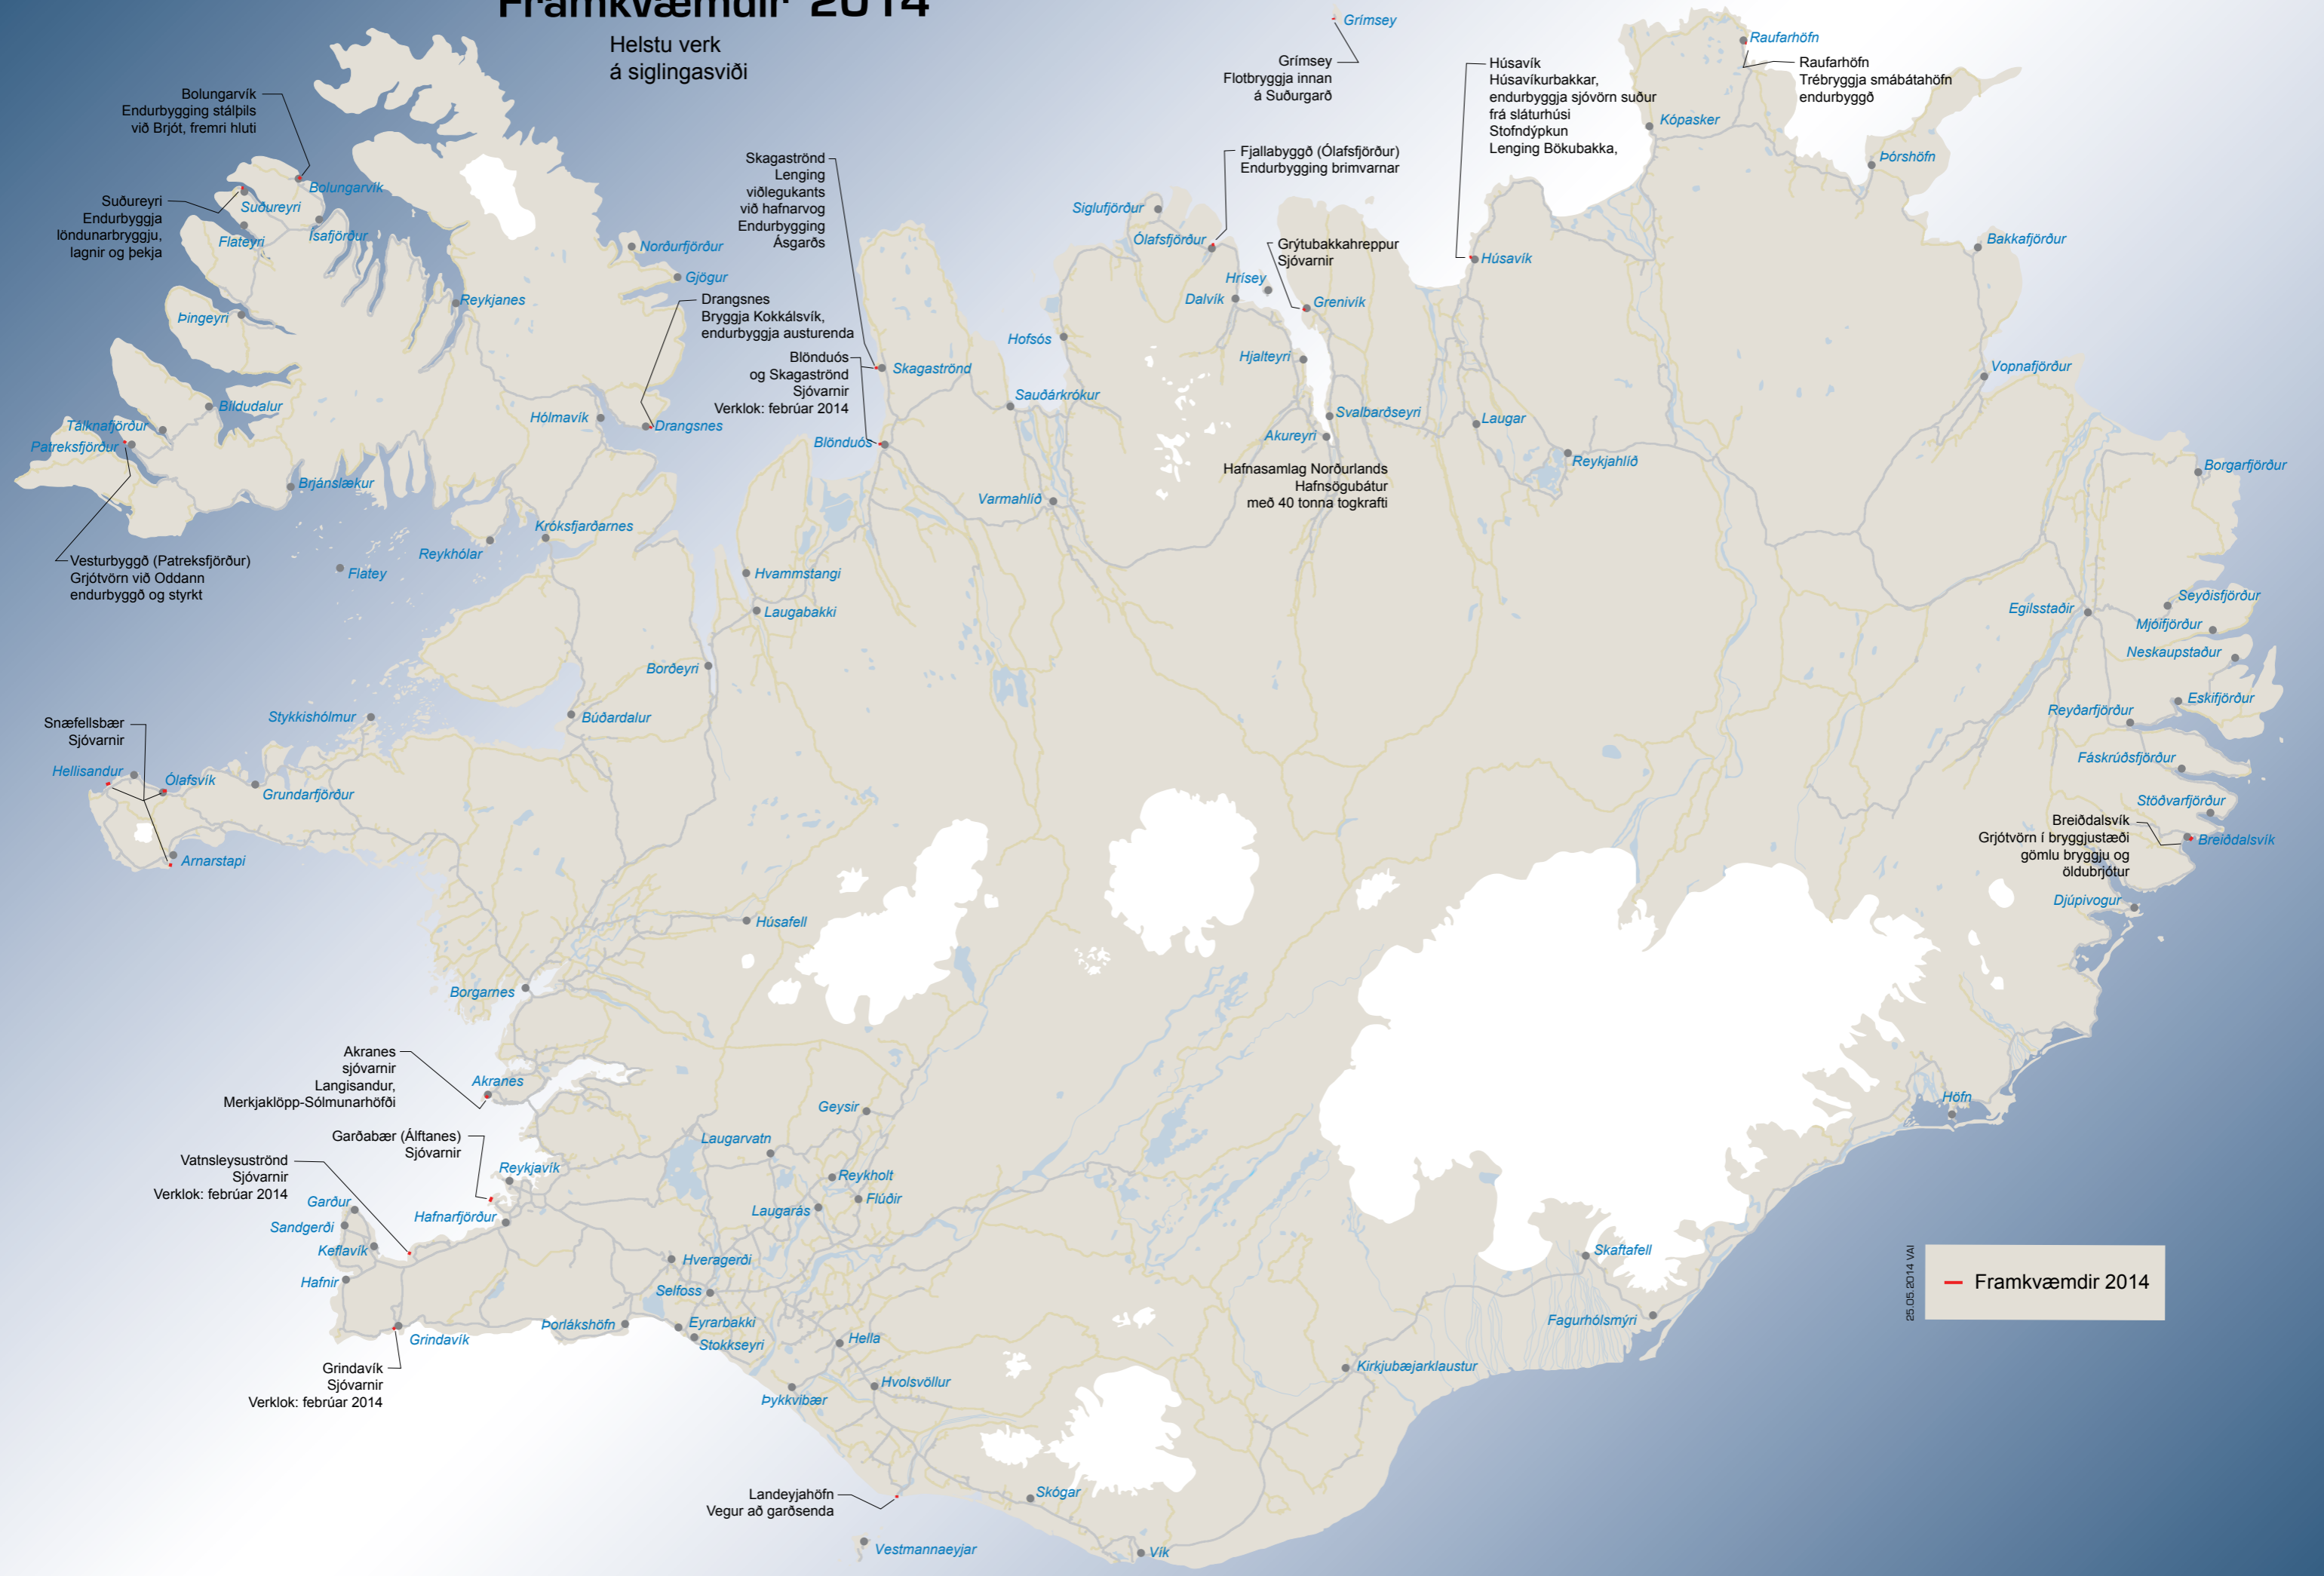 Framkvæmdir 2014
Helstu verk
á siglingasviði
Grímsey
Grímsey
Flotbryggja innan
á Suðurgarð
Húsavík
Húsavíkurbakkar,
endurbyggja sjóvörn suður
frá sláturhúsi
Stofndýpkun
Lenging Bökubakka,
Raufarhöfn
Raufarhöfn
Trébryggja smábátahöfn
endurbyggð
Kópasker
Þórshöfn
Bakkafjörður
Vopnafjörður
Borgarfjörður
Bolungarvík
Endurbygging stálþils
við Brjót, fremri hluti
Bolungarvík
Suðureyri
Endurbyggja
löndunarbryggju,
lagnir og þekja
Suðureyri
Flateyri
Ísafjörður
Þingeyri
Reykjanes
Norðurfjörður
Gjögur
Drangsnes
Bryggja Kokkálsvík,
endurbyggja austurenda
Skagaströnd
Lenging
viðlegukants
við hafnarvog
Endurbygging
Ásgarðs
Blönduós
og Skagaströnd
Sjóvarnir
Verklok: febrúar 2014
Skagaströnd
Blönduós
Fjallabyggð (Ólafsfjörður)
Endurbygging brimvarnar
Siglufjörður
Ólafsfjörður
Grýtubakkahreppur
Sjóvarnir
Hrísey
Dalvík
Grenivík
Húsavík
Hofsós
Hjalteyri
Sauðárkrókur
Svalbarðseyri
Akureyri
Laugar
Reykjahlíð
Hafnasamlag Norðurlands
Hafnsögubátur
með 40 tonna togkrafti
Varmahlíð
Bíldudalur
Tálknafjörður
Patreksfjörður
Hólmavík
Drangsnes
Brjánslækur
Króksfjarðarnes
Reykhólar
Flatey
Vesturbyggð (Patreksfjörður)
Grjótvörn við Oddann
endurbyggð og styrkt
Hvammstangi
Laugabakki
Borðeyri
Búðardalur
Stykkishólmur
Snæfellsbær
Sjóvarnir
Hellisandur
Ólafsvík
Grundarfjörður
Arnarstapi
Egilsstaðir
Seyðisfjörður
Mjóifjörður
Neskaupstaður
Eskifjörður
Reyðarfjörður
Fáskrúðsfjörður
Stöðvarfjörður
Breiðdalsvík
Grjótvörn í bryggjustæði
gömlu bryggju og
öldubrjótur
Breiðdalsvík
Djúpivogur
Höfn
Húsafell
Borgarnes
Akranes
sjóvarnir
Langisandur,
Merkjaklöpp-Sólmunarhöfði
Akranes
Garðabær (Álftanes)
Sjóvarnir
Vatnsleysuströnd
Sjóvarnir
Verklok: febrúar 2014
Reykjavík
Garður
Sandgerði
Keflavík
Hafnarfjörður
Hafnir
Grindavík
Grindavík
Sjóvarnir
Verklok: febrúar 2014
Geysir
Laugarvatn
Reykholt
Flúðir
Laugarás
Hveragerði
Selfoss
Þorlákshöfn
Eyrarbakki
Stokkseyri
Hella
Hvolsvöllur
Þykkvibær
Skaftafell
Fagurhólsmýri
Kirkjubæjarklaustur
Landeyjahöfn
Vegur að garðsenda
Skógar
Vestmannaeyjar
Vík
25.05.2014 VAI
Framkvæmdir 2014